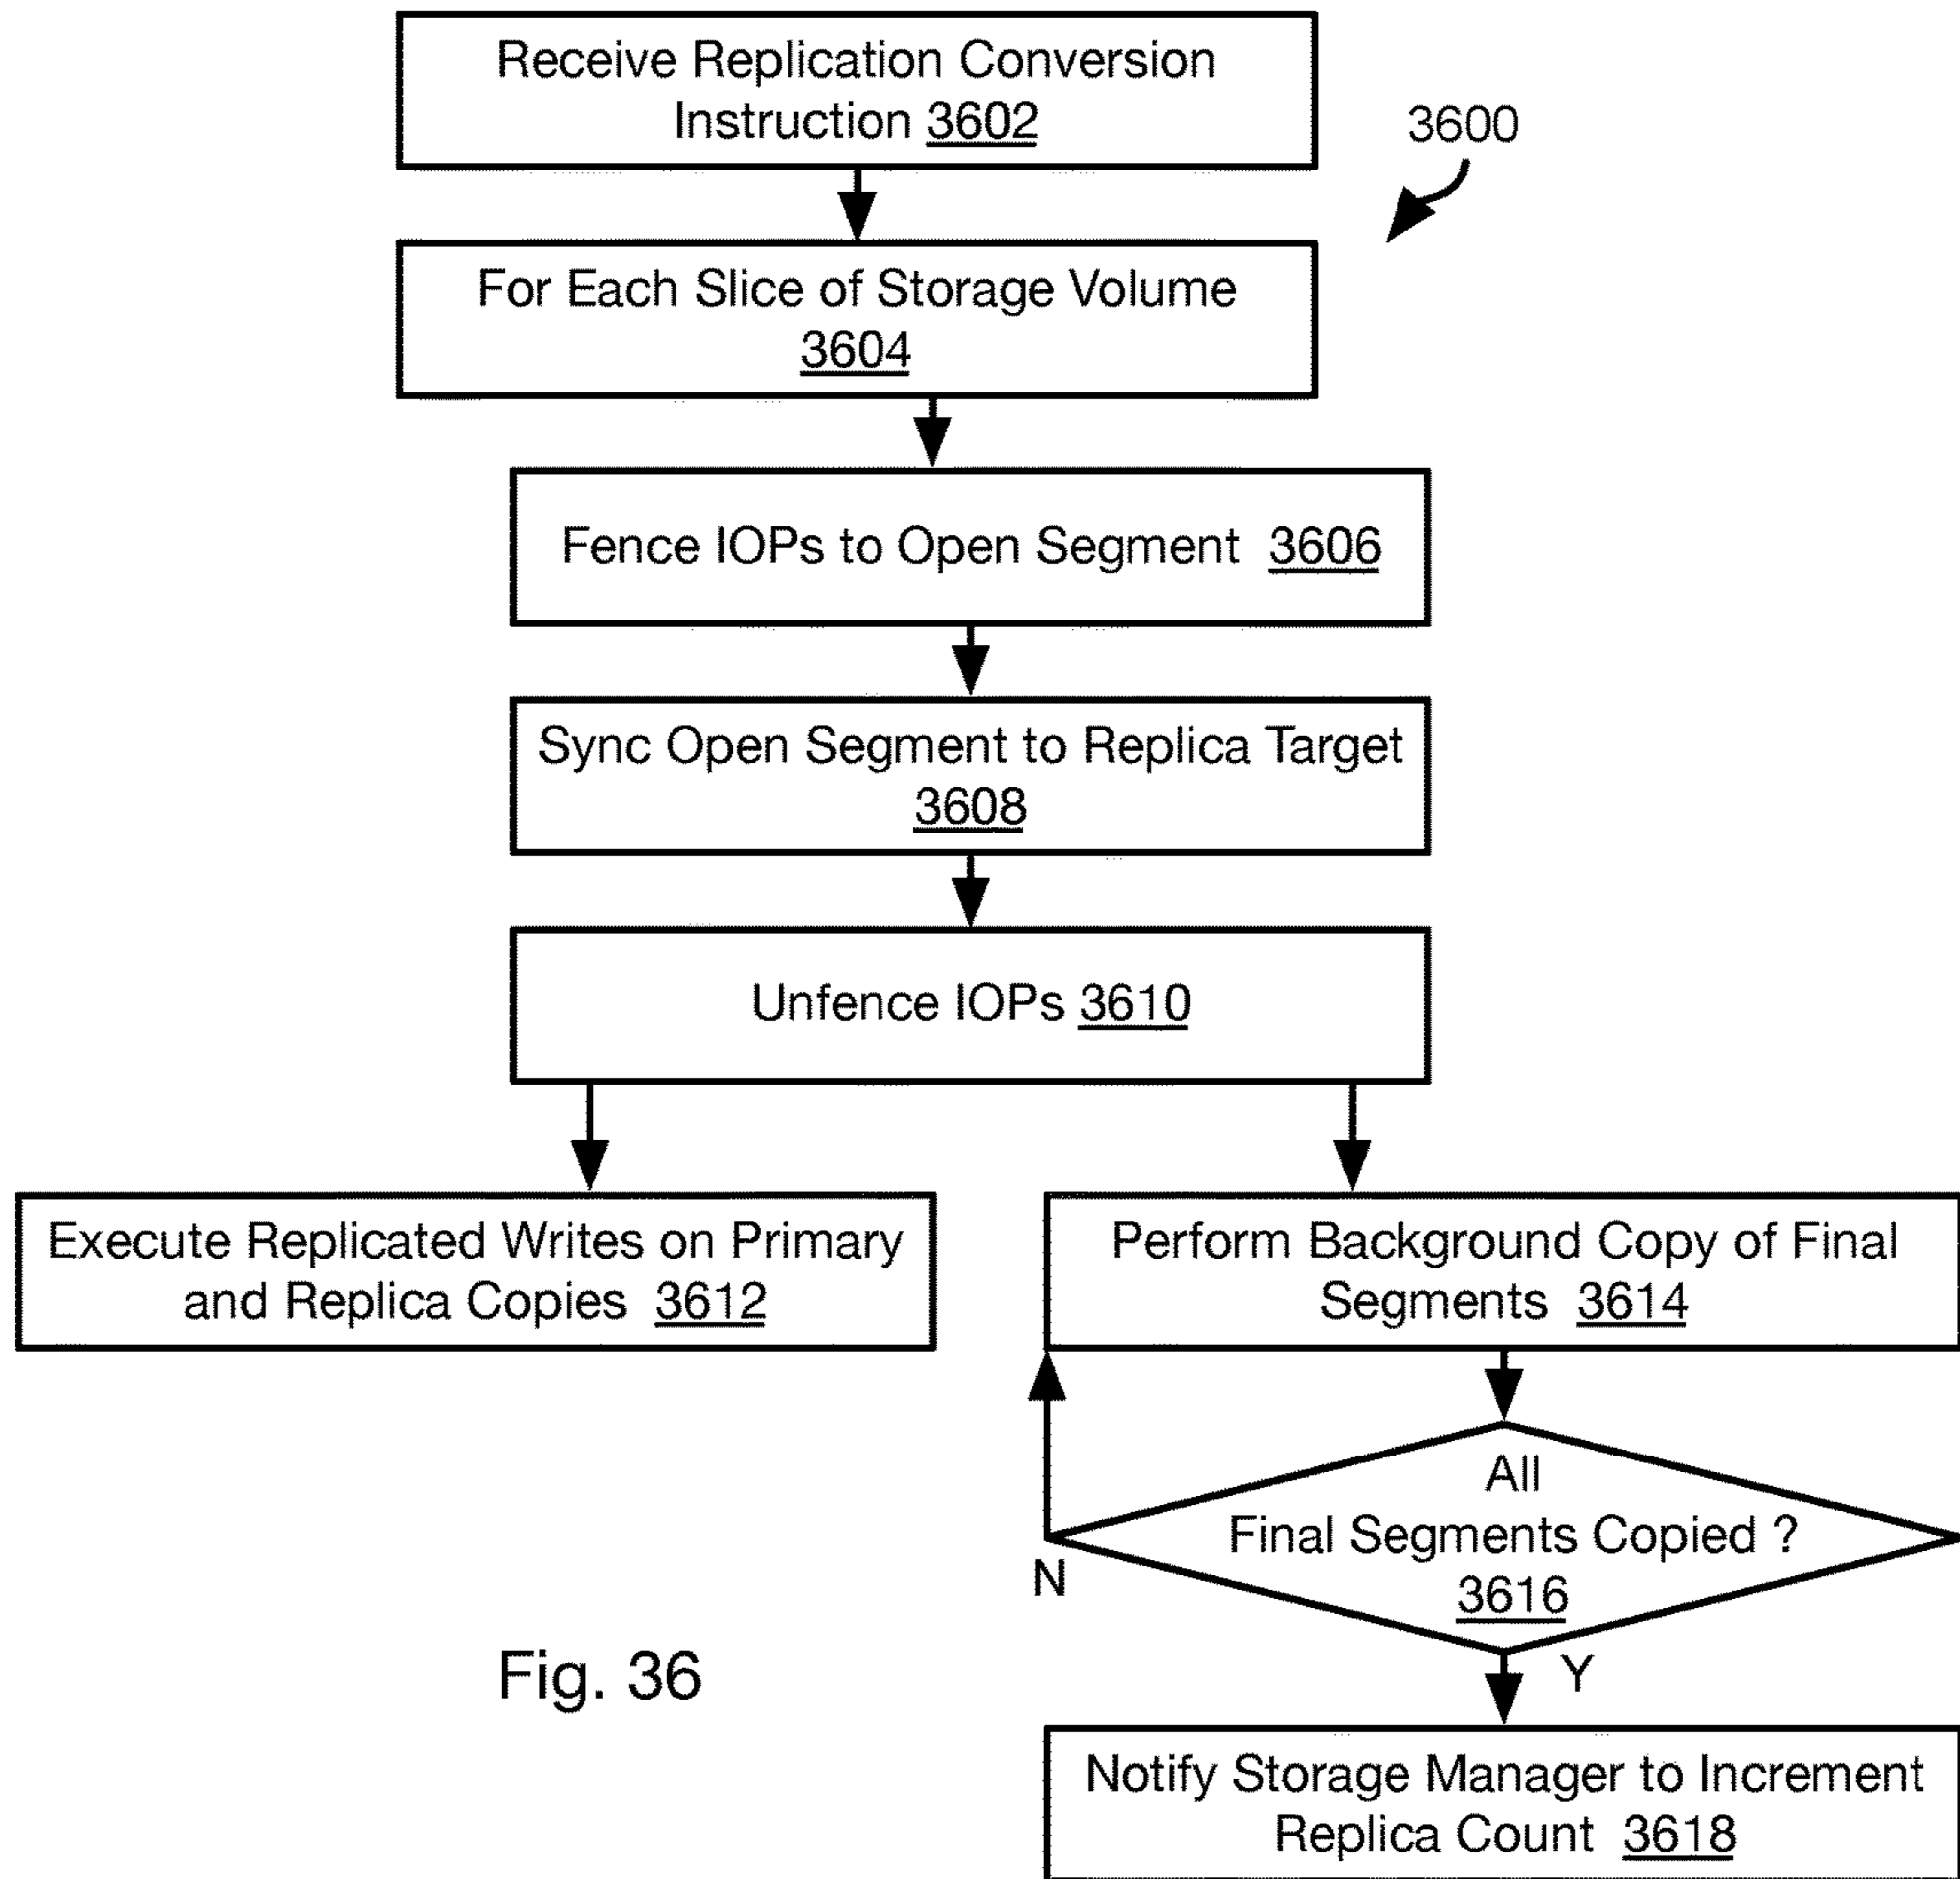 Receive Replication Conversion
Instruction 3602
3600
For Each Slice of Storage Volume
3604
Fence IOPs to Open Segment 3606
Sync Open Segment to Replica Target
3608
Unfence IOPs 3610
Execute Replicated Writes on Primary
and Replica Copies 3612
Perform Background Copy of Final
Segments 3614
All
Final Segments Copied ?
3616
N
Y
Fig. 36
Notify Storage Manager to Increment
Replica Count 3618